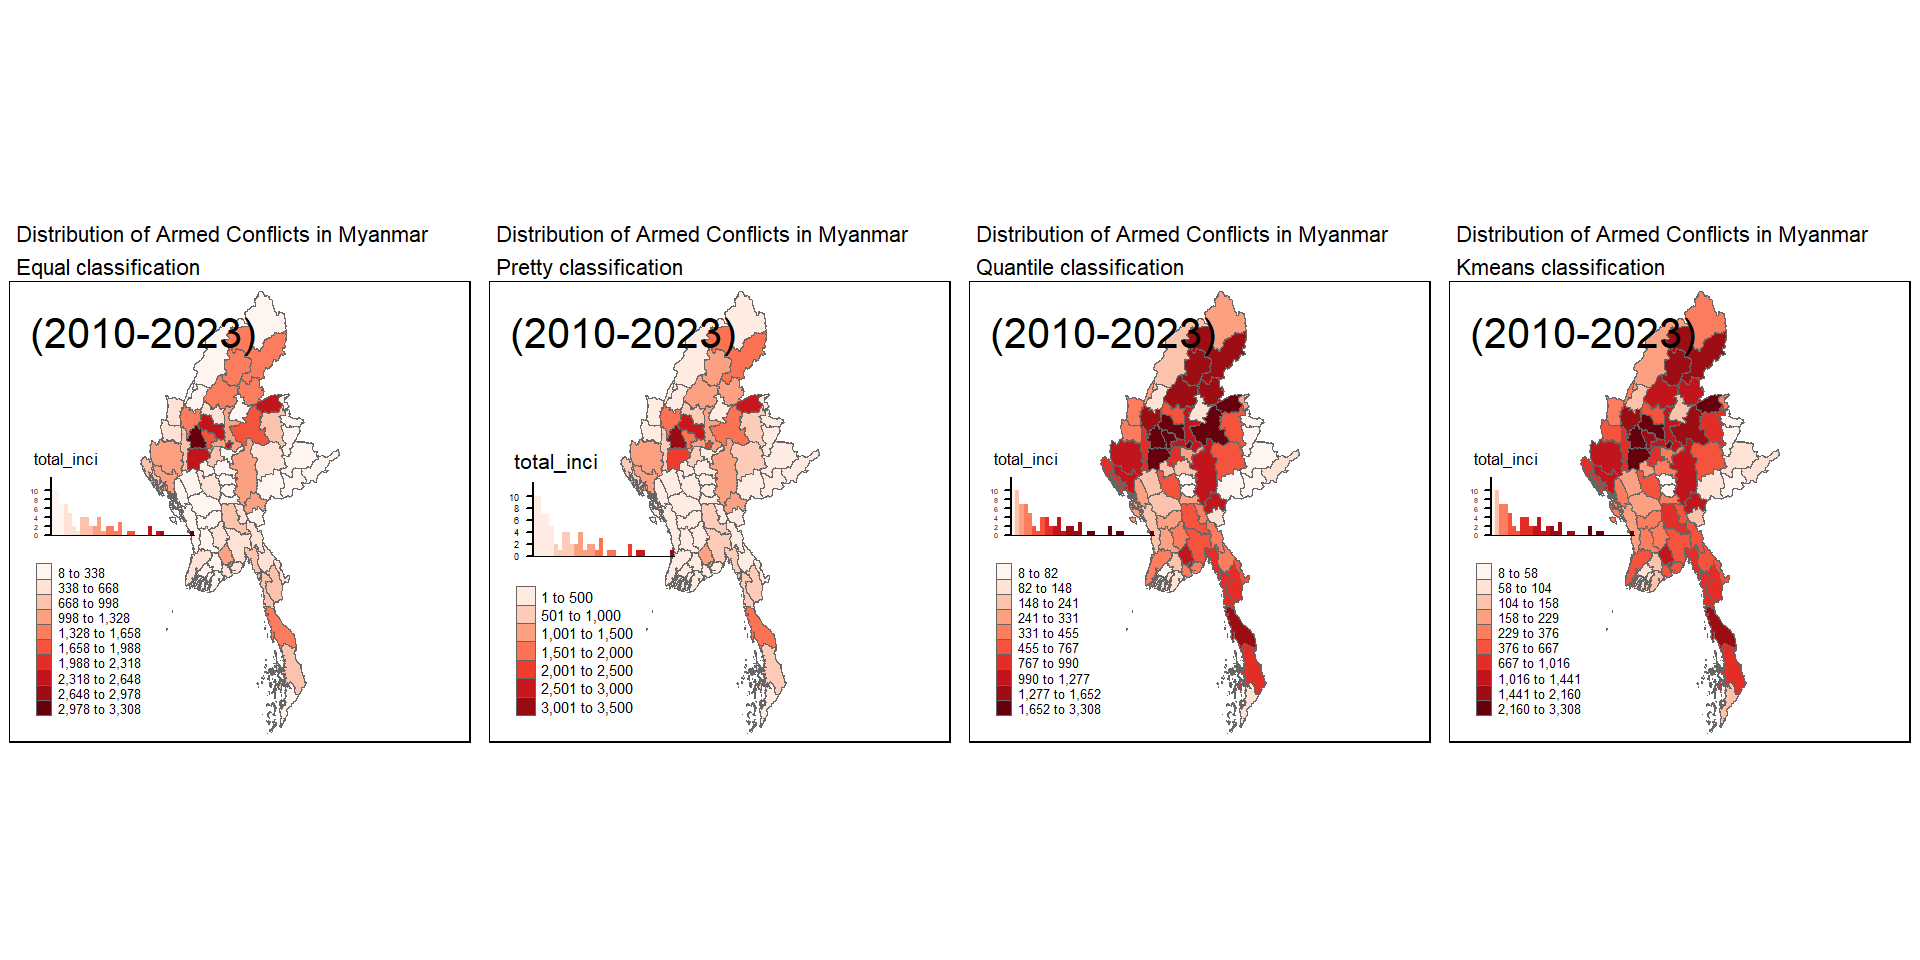 Distribution of Armed Conflicts in Myanmar
Equal classification
(2010-2023)
total_inci
10
8
6
4
2
0
8 to 338
338 to 668
668 to 998
998 to 1,328
1,328 to 1,658
1,658 to 1,988
1,988 to 2,318
2,318 to 2,648
2,648 to 2,978
2,978 to 3,308
Distribution of Armed Conflicts in Myanmar
Pretty classification
(2010-2023)
total_inci
10
8
6
4
2
0
1 to 500
501 to 1,000
1,001 to 1,500
1,501 to 2,000
2,001 to 2,500
2,501 to 3,000
3,001 to 3,500
Distribution of Armed Conflicts in Myanmar
Quantile classification
(2010-2023)
total_inci
10
8
6
4
2
0
8 to 82
82 to 148
148 to 241
241 to 331
331 to 455
455 to 767
767 to 990
990 to 1,277
1,277 to 1,652
1,652 to 3,308
Distribution of Armed Conflicts in Myanmar
Kmeans classification
(2010-2023)
total_inci
10
8
6
4
2
0
8 to 58
58 to 104
104 to 158
158 to 229
229 to 376
376 to 667
667 to 1,016
1,016 to 1,441
1,441 to 2,160
2,160 to 3,308